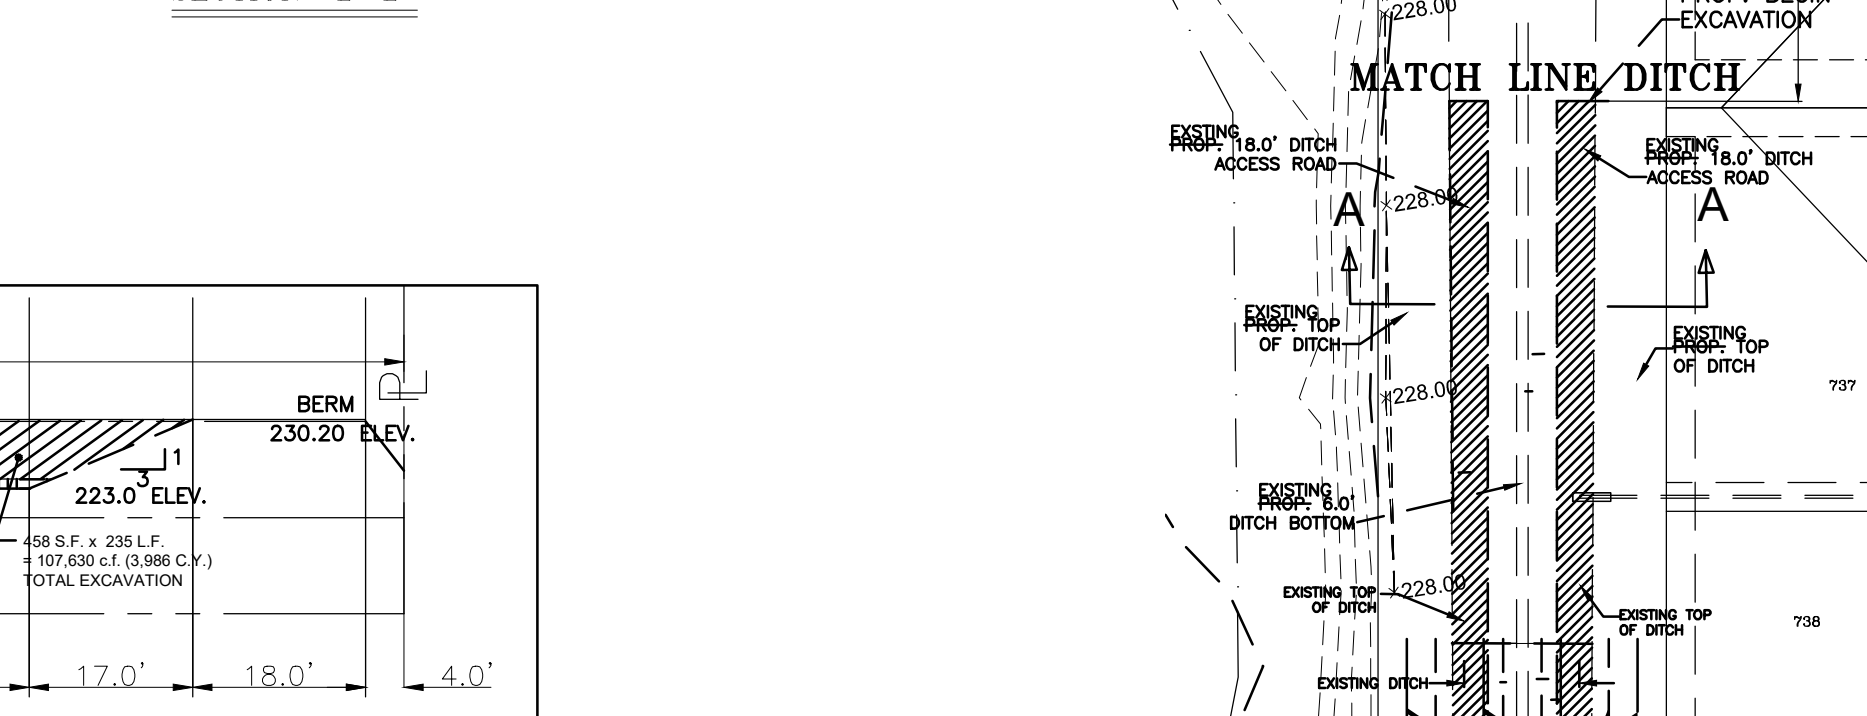 228.00
EXCAVATION
MATCH LINE DITCH
EXSTING
PROP. 18.0' DITCH
ACCESS ROAD
EXISTING
PROP. 18.0' DITCH
ACCESS ROAD
228.00
A
A
EXISTING
PROP. TOP
OF DITCH
EXISTING
PROP. TOP
OF DITCH
737
228.00
PL
BERM
230.20 ELEV.
1
3
223.0 ELEV.
EXISTING
PROP. 6.0'
DITCH BOTTOM
458 S.F. x 235 L.F.
= 107,630 c.f. (3,986 C.Y.)
TOTAL EXCAVATION
228.00
EXISTING TOP
OF DITCH
EXISTING TOP
OF DITCH
738
17.0'
18.0'
4.0'
EXISTING DITCH